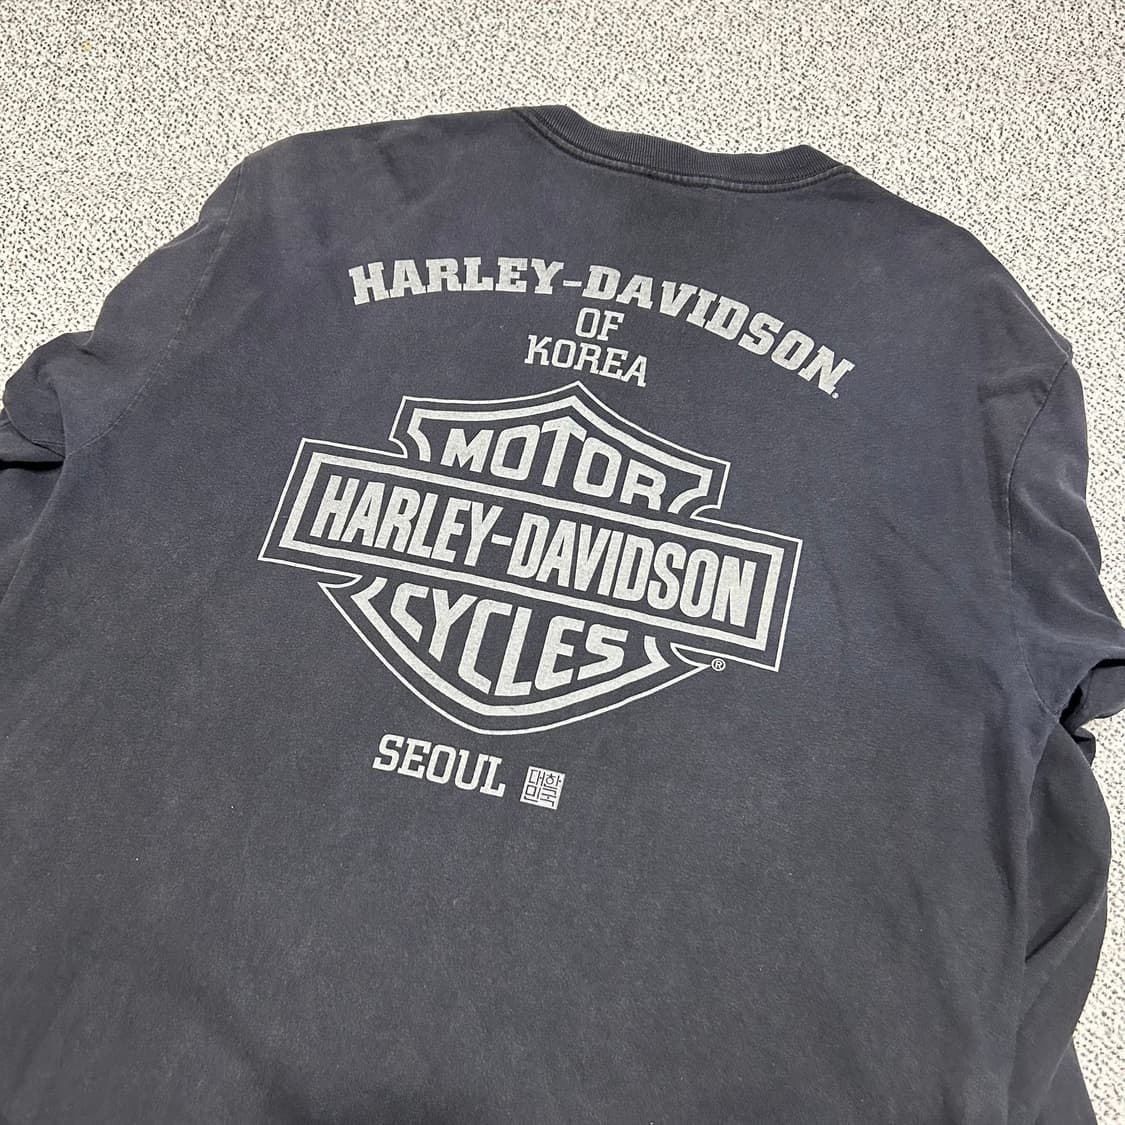 HARLEY-DAVIDSON®
OF
KOREA
MOTOR
HARLEY-DAVIDSON
CYCLES
®
SEOUL
대한
민국